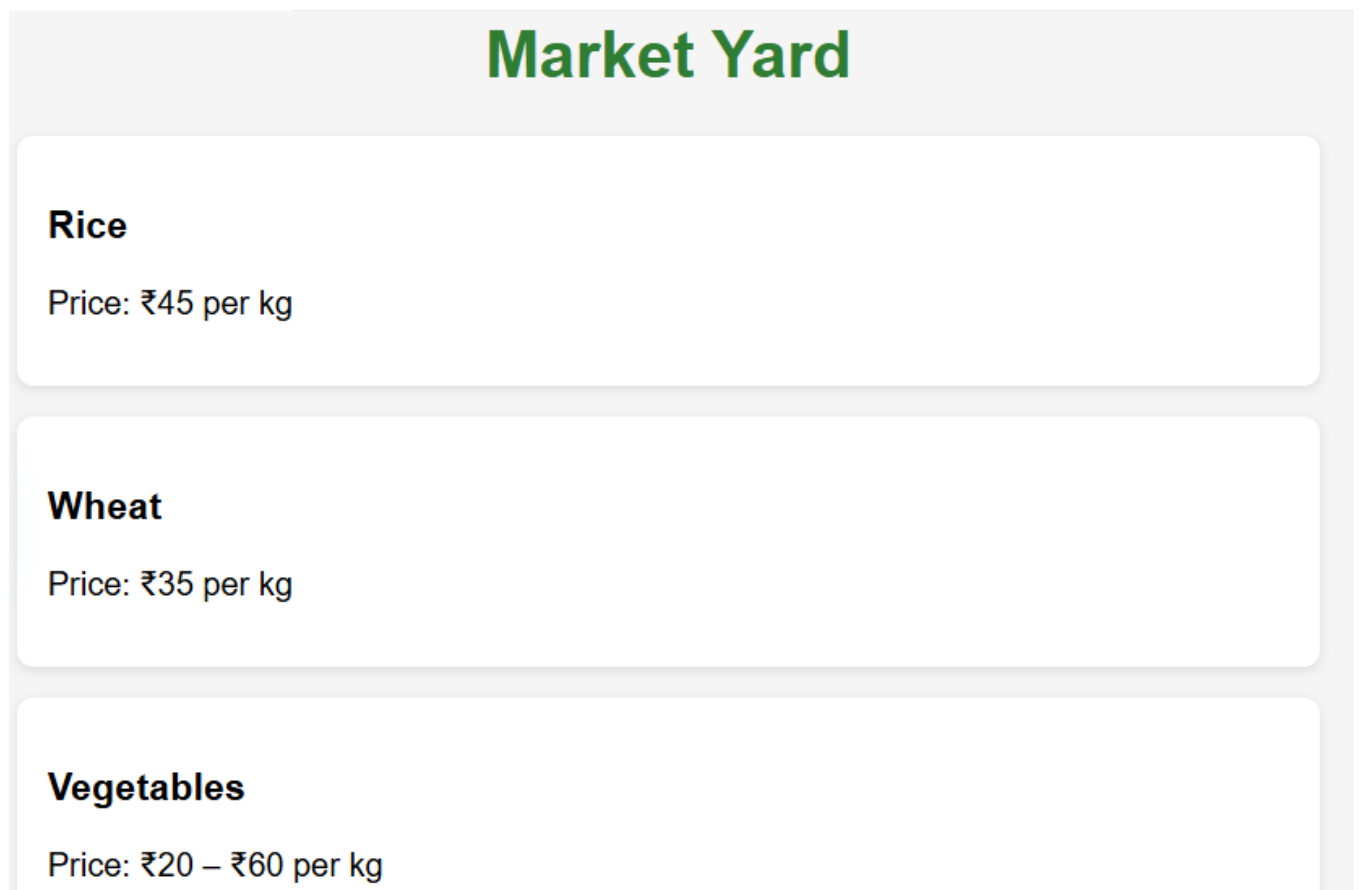 Market Yard
Rice
Price: ₹45 per kg
Wheat
Price: ₹35 per kg
Vegetables
Price: ₹20 – ₹60 per kg